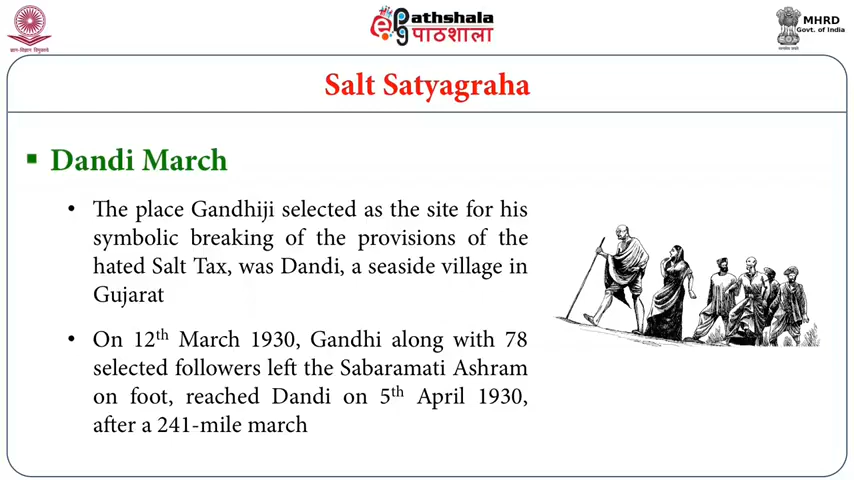 ज्ञान-विज्ञान विमुक्तये
ePathshala
पाठशाला
MHRD
Govt. of India
Salt Satyagraha
▪ Dandi March
• The place Gandhiji selected as the site for his
symbolic breaking of the provisions of the
hated Salt Tax, was Dandi, a seaside village in
Gujarat
• On 12th March 1930, Gandhi along with 78
selected followers left the Sabaramati Ashram
on foot, reached Dandi on 5th April 1930,
after a 241-mile march